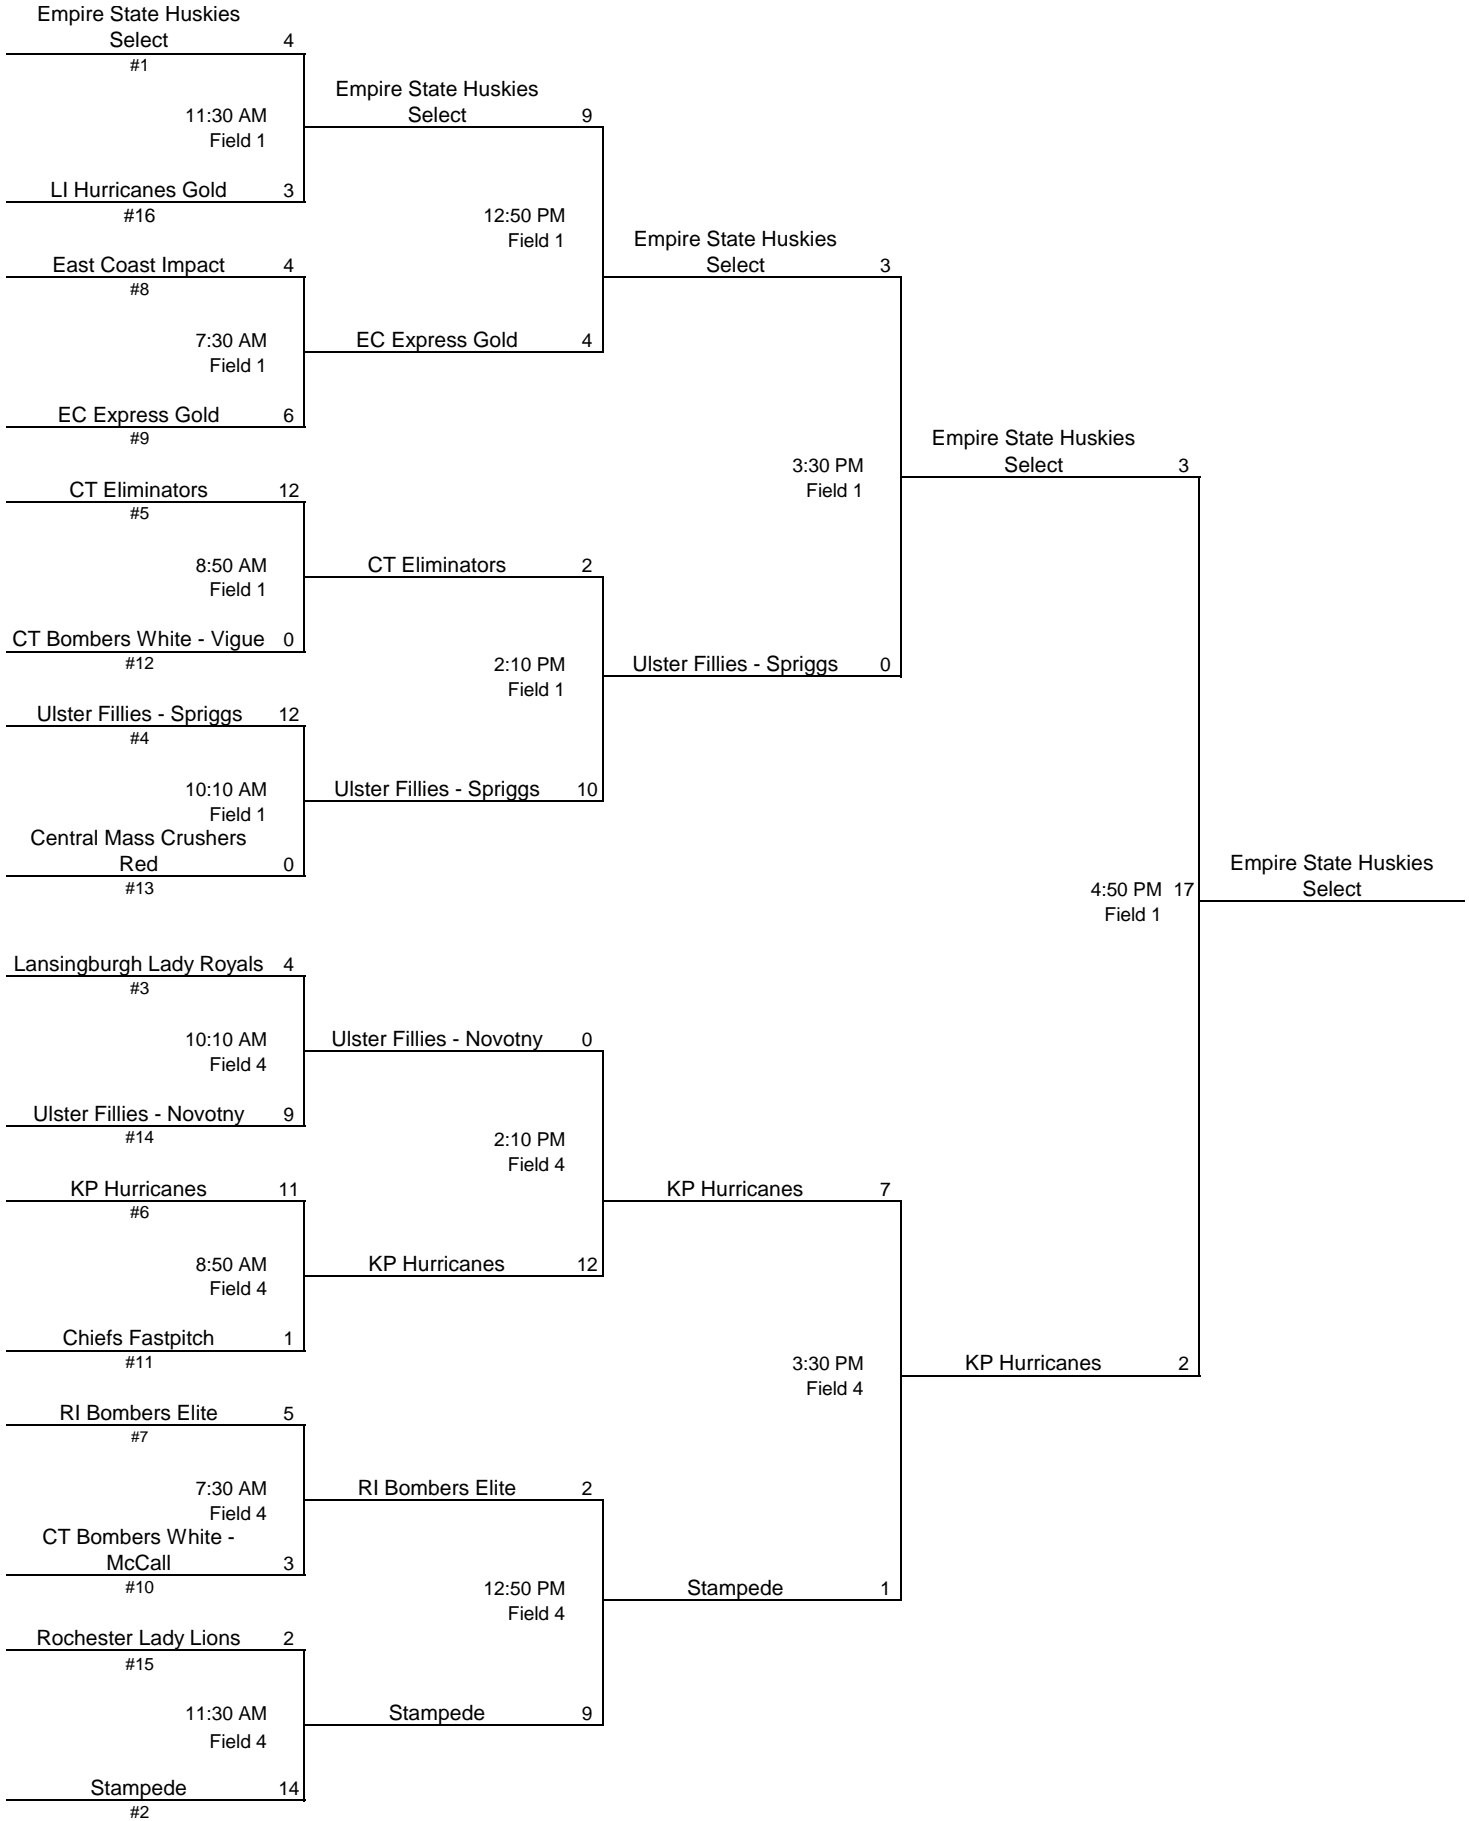 Empire State Huskies
Select 4
#1
11:30 AM
Field 1
LI Hurricanes Gold 3
#16
East Coast Impact 4
#8
7:30 AM
Field 1
EC Express Gold 6
#9
CT Eliminators 12
#5
8:50 AM
Field 1
CT Bombers White - Vigue 0
#12
Ulster Fillies - Spriggs 12
#4
10:10 AM
Field 1
Central Mass Crushers
Red 0
#13
Lansingburgh Lady Royals 4
#3
10:10 AM
Field 4
Ulster Fillies - Novotny 9
#14
KP Hurricanes 11
#6
8:50 AM
Field 4
Chiefs Fastpitch 1
#11
RI Bombers Elite 5
#7
7:30 AM
Field 4
CT Bombers White -
McCall 3
#10
Rochester Lady Lions 2
#15
11:30 AM
Field 4
Stampede 14
#2
Empire State Huskies
Select 9
12:50 PM
Field 1
EC Express Gold 4
CT Eliminators 2
2:10 PM
Field 1
Ulster Fillies - Spriggs 10
Ulster Fillies - Novotny 0
2:10 PM
Field 4
KP Hurricanes 12
RI Bombers Elite 2
12:50 PM
Field 4
Stampede 9
Empire State Huskies
Select 3
3:30 PM
Field 1
Ulster Fillies - Spriggs 0
KP Hurricanes 7
3:30 PM
Field 4
Stampede 1
Empire State Huskies
Select 3
4:50 PM 17
Field 1
KP Hurricanes 2
Empire State Huskies
Select